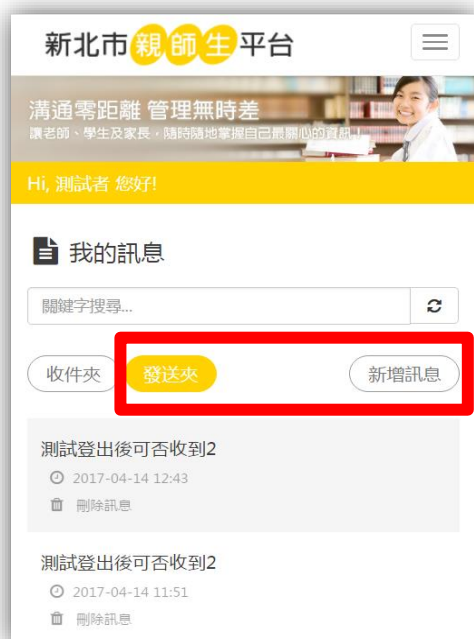 新北市親師生平台
溝通零距離 管理無時差
讓老師、學生及家長，隨時隨地掌握自己最關心的資訊！
Hi, 測試者 您好!
我的訊息
關鍵字搜尋...
收件夾 發送夾 新增訊息
測試登出後可否收到2
2017-04-14 12:43
刪除訊息
測試登出後可否收到2
2017-04-14 11:51
刪除訊息